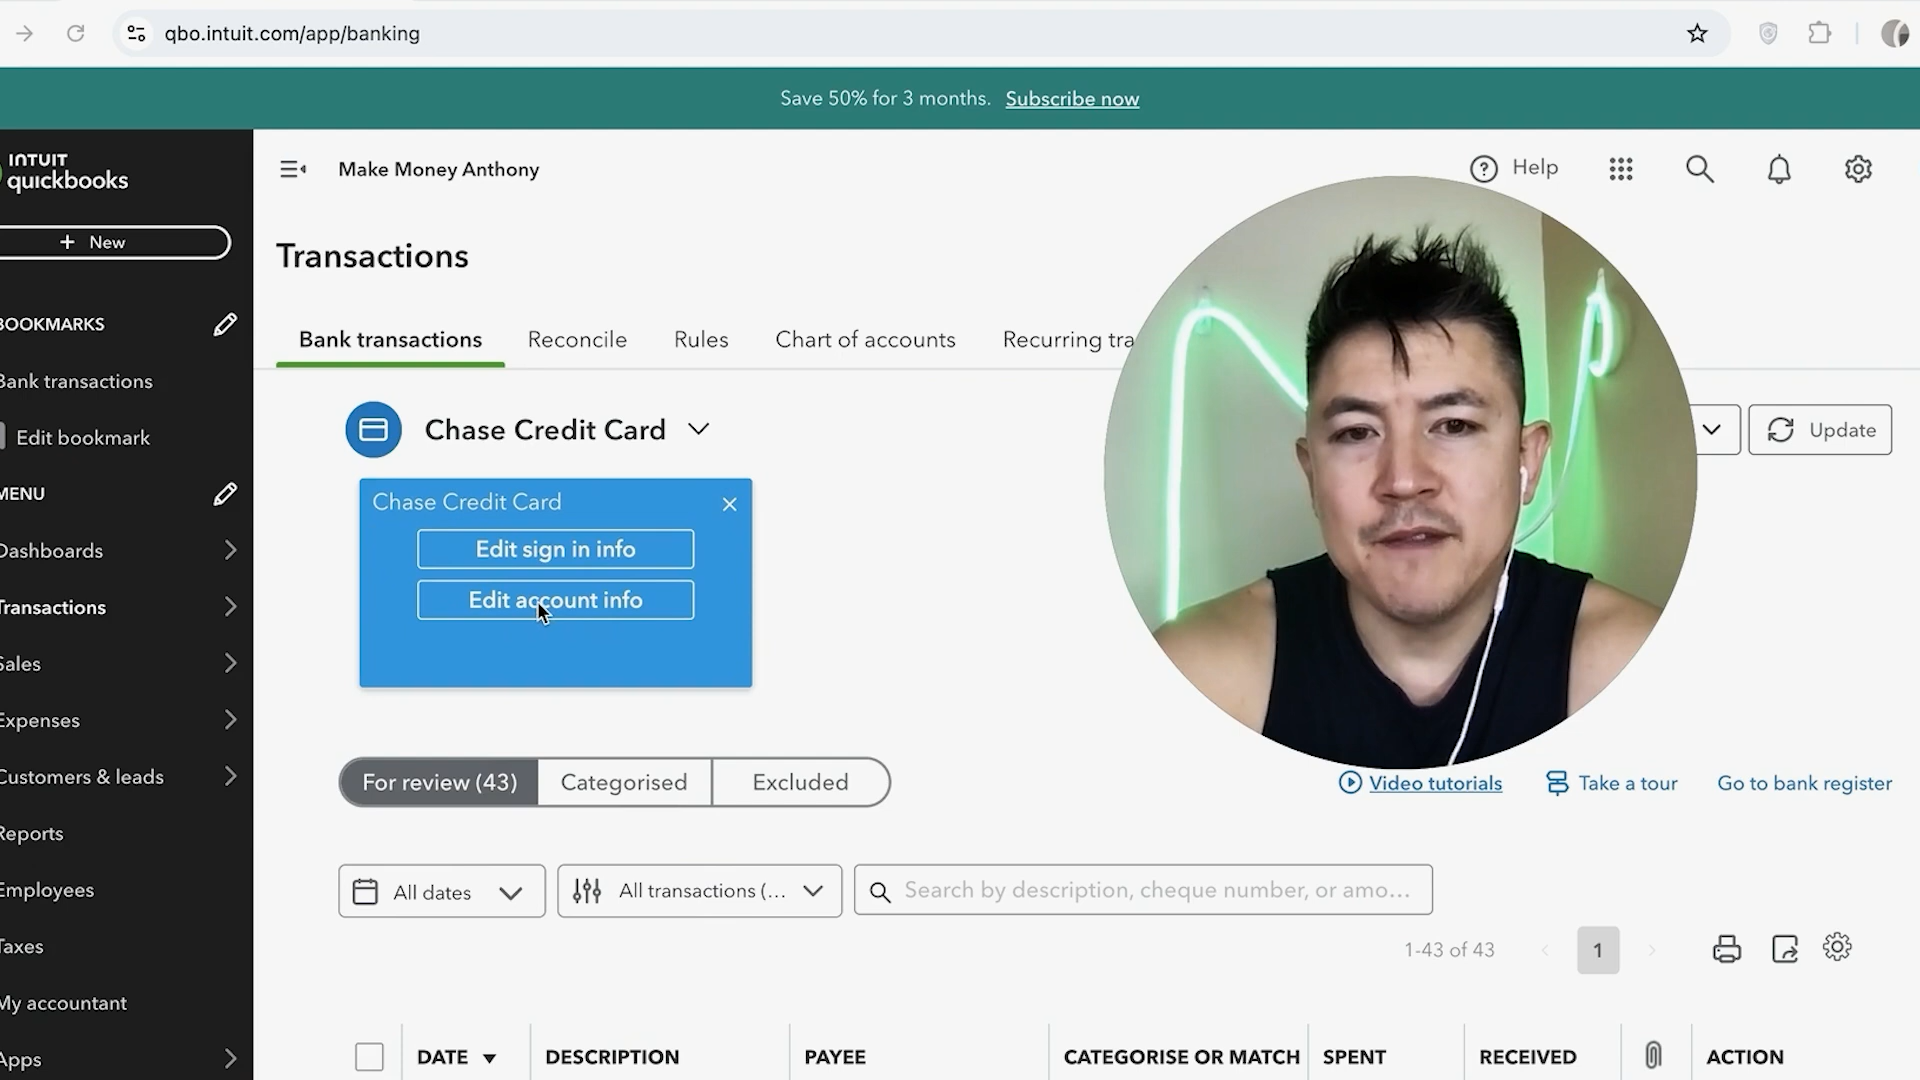 qbo.intuit.com/app/banking
Save 50% for 3 months. Subscribe now
INTUIT
quickbooks
Make Money Anthony
Help
+ New
Transactions
BOOKMARKS
Bank transactions
Reconcile
Rules
Chart of accounts
Recurring tra
Bank transactions
Edit bookmark
Chase Credit Card
Update
MENU
Chase Credit Card
Edit sign in info
Edit account info
Dashboards
Transactions
Sales
Expenses
Customers & leads
Reports
Employees
Taxes
My accountant
Apps
For review (43)
Categorised
Excluded
Video tutorials
Take a tour
Go to bank register
All dates
All transactions (...
Search by description, cheque number, or amo...
1-43 of 43
1
DATE
DESCRIPTION
PAYEE
CATEGORISE OR MATCH
SPENT
RECEIVED
ACTION